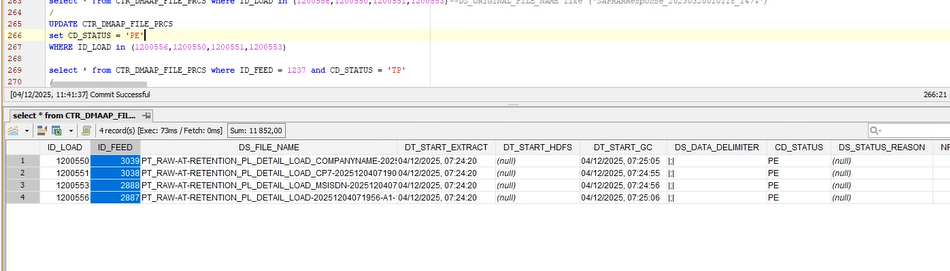 263 select * from CTR_DMAAP_FILE_PRCS where ID_LOAD in (1200556,1200550,1200551,1200553)--DS_ORIGINAL_FILE_NAME like
264 /
265 UPDATE CTR_DMAAP_FILE_PRCS
266 set CD_STATUS = 'PE'
267 WHERE ID_LOAD in (1200556,1200550,1200551,1200553)
269 select * from CTR_DMAAP_FILE_PRCS where ID_FEED = 1237 and CD_STATUS = 'TP'
270 /
[04/12/2025, 11:41:37] Commit Successful 266:21
select * from CTR_DMAAP_FIL...
4 record(s) [Exec: 73ms / Fetch: 0ms] Sum: 11 852,00
ID_LOAD ID_FEED DS_FILE_NAME DT_START_EXTRACT DT_START_HDFS DT_START_GC DS_DATA_DELIMITER CD_STATUS DS_STATUS_REASON
1 1200550 3039 PT_RAW-AT-RETENTION_PL_DETAIL_LOAD_COMPANYNAME-202 04/12/2025, 07:24:20 (null) 04/12/2025, 07:25:05 |;| PE (null)
2 1200551 3038 PT_RAW-AT-RETENTION_PL_DETAIL_LOAD_CP7-2025120407190 04/12/2025, 07:24:20 (null) 04/12/2025, 07:24:55 |;| PE (null)
3 1200553 2888 PT_RAW-AT-RETENTION_PL_DETAIL_LOAD_MSISDN-202512040 04/12/2025, 07:24:20 (null) 04/12/2025, 07:24:56 |;| PE (null)
4 1200556 2887 PT_RAW-AT-RETENTION_PL_DETAIL_LOAD-20251204071956-A1- 04/12/2025, 07:24:20 (null) 04/12/2025, 07:25:06 |;| PE (null)